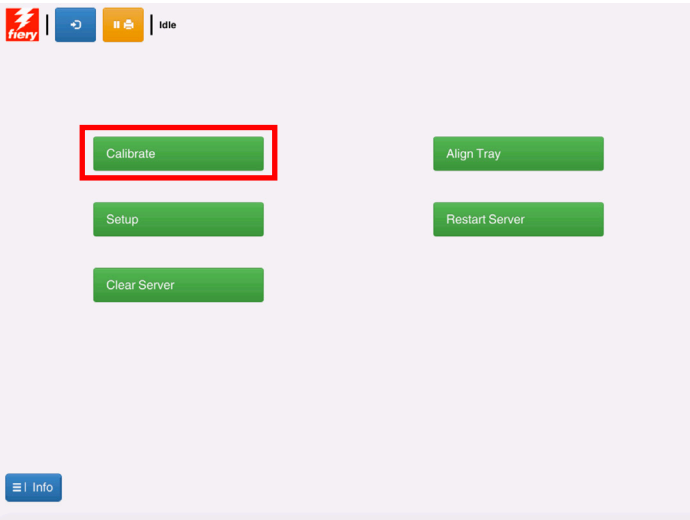 fiery
Idle
Calibrate
Align Tray
Setup
Restart Server
Clear Server
Info